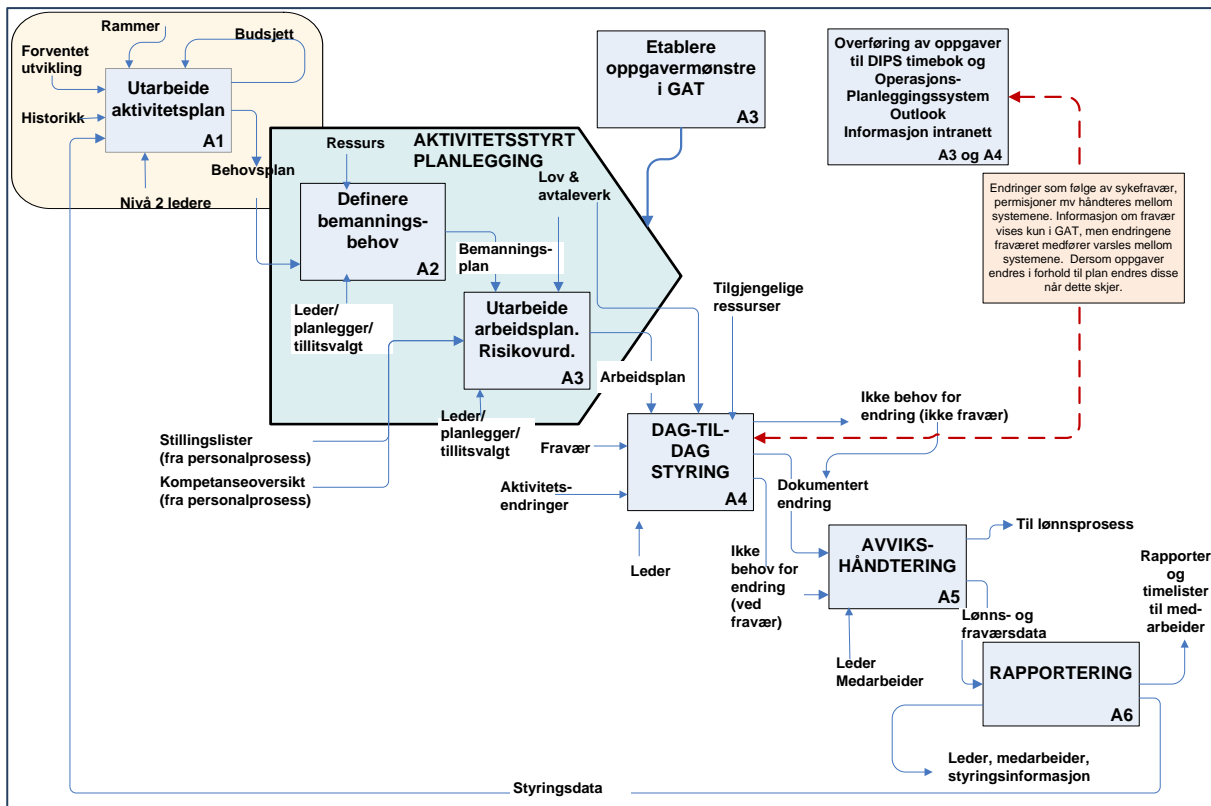 Rammer
Budsjett
Forventet
utvikling
Utarbeide
aktivitetsplan
A1
Historikk
Behovsplan
Nivå 2 ledere
Etablere
oppgavermønstre
i GAT
A3
Overføring av oppgaver
til DIPS timebok og
Operasjons-
Planleggingssystem
Outlook
Informasjon intranett
A3 og A4
AKTIVITETSSTYRT
PLANLEGGING
Ressurs
Lov &
avtaleverk
Definere
bemannings-
behov
A2
Bemannings-
plan
Endringer som følge av sykefravær,
permisjoner mv håndteres mellom
systemene. Informasjon om fravær
vises kun i GAT, men endringene
fraværet medfører varsles mellom
systemene.  Dersom oppgaver
endres i forhold til plan endres disse
når dette skjer.
Leder/
planlegger/
tillitsvalgt
Utarbeide
arbeidsplan.
Risikovurd.
A3
Tilgjengelige
ressurser
Arbeidsplan
Leder/
planlegger/
tillitsvalgt
Ikke behov for
endring (ikke fravær)
Stillingslister
(fra personalprosess)
Kompetanseoversikt
(fra personalprosess)
Fravær
Aktivitets-
endringer
DAG-TIL-
DAG
STYRING
A4
Dokumentert
endring
Leder
Ikke
behov for
endring
(ved
fravær)
AVVIKS-
HÅNDTERING
A5
Til lønnsprosess
Rapporter
og
timelister
til med-
arbeider
Lønns- og
fraværsdata
Leder
Medarbeider
RAPPORTERING
A6
Leder, medarbeider,
styringsinformasjon
Styringsdata